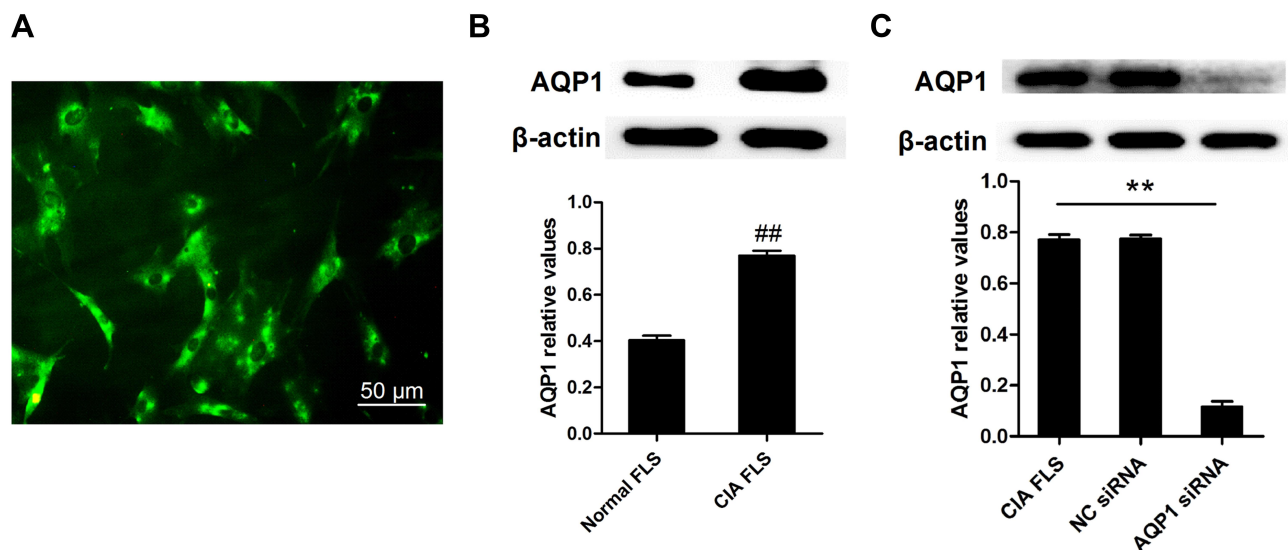 A
50 µm
B
AQP1
β-actin
AQP1 relative values
1.0
0.8
0.6
0.4
0.2
0.0
##
Normal FLS
CIA FLS
C
AQP1
β-actin
AQP1 relative values
1.0
0.8
0.6
0.4
0.2
0.0
**
CIA FLS
NC siRNA
AQP1 siRNA